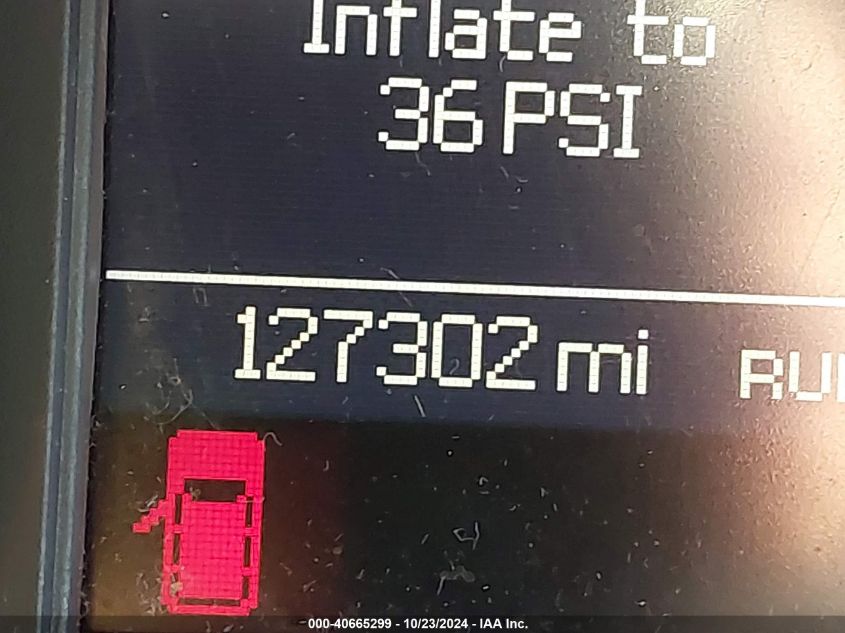 Inflate to
36 PSI
127302 mi
000-40665299 - 10/23/2024 - IAA Inc.